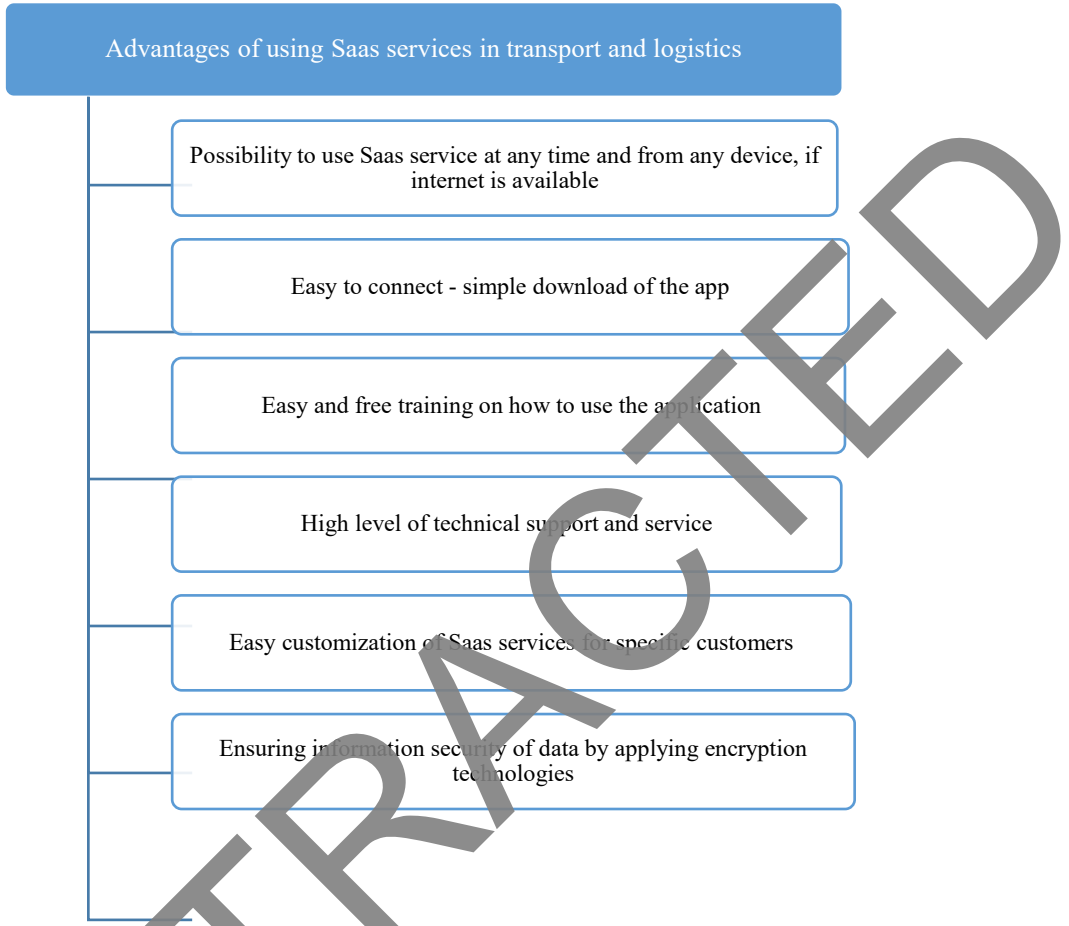 Advantages of using Saas services in transport and logistics
Possibility to use Saas service at any time and from any device, if
internet is available
Easy to connect - simple download of the app
Easy and free training on how to use the application
High level of technical support and service
Easy customization of Saas services for specific customers
Ensuring information security of data by applying encryption
technologies
TRACTED